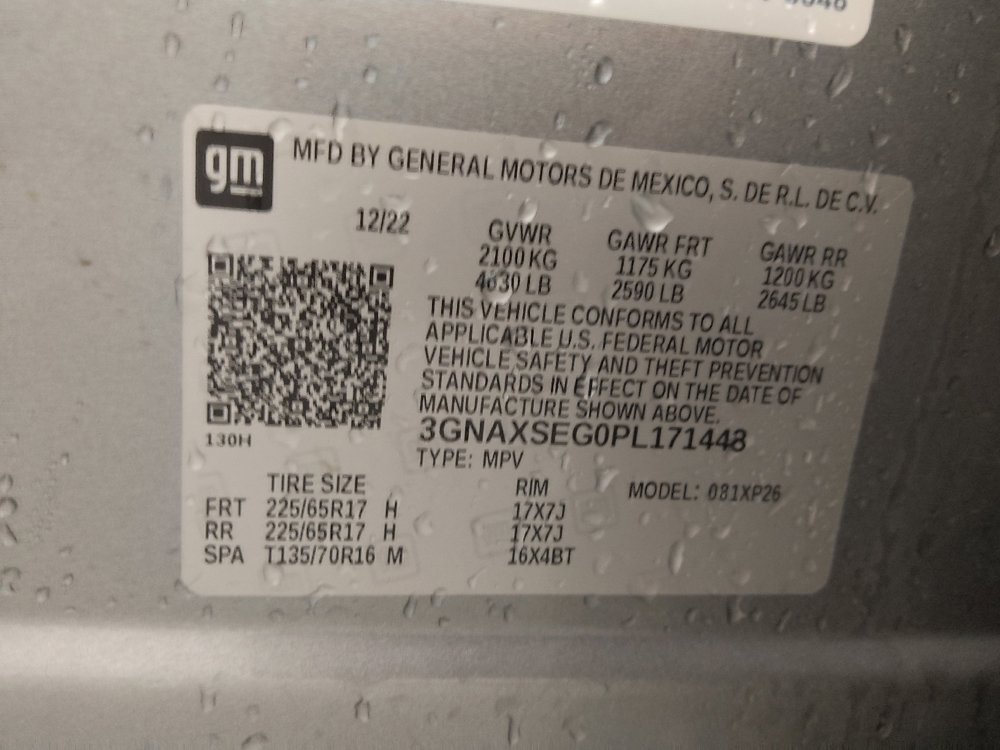 gm
MFD BY GENERAL MOTORS DE MEXICO, S. DE R.L. DE C.V.
12/22
GVWR GAWR FRT GAWR RR
2100 KG 1175 KG 1200 KG
4630 LB 2590 LB 2645 LB
THIS VEHICLE CONFORMS TO ALL
APPLICABLE U.S. FEDERAL MOTOR
VEHICLE SAFETY AND THEFT PREVENTION
STANDARDS IN EFFECT ON THE DATE OF
MANUFACTURE SHOWN ABOVE.
130H
3GNAXSEG0PL171448
TYPE: MPV
TIRE SIZE RIM MODEL: 081XP26
FRT 225/65R17 H 17X7J
RR 225/65R17 H 17X7J
SPA T135/70R16 M 16X4BT